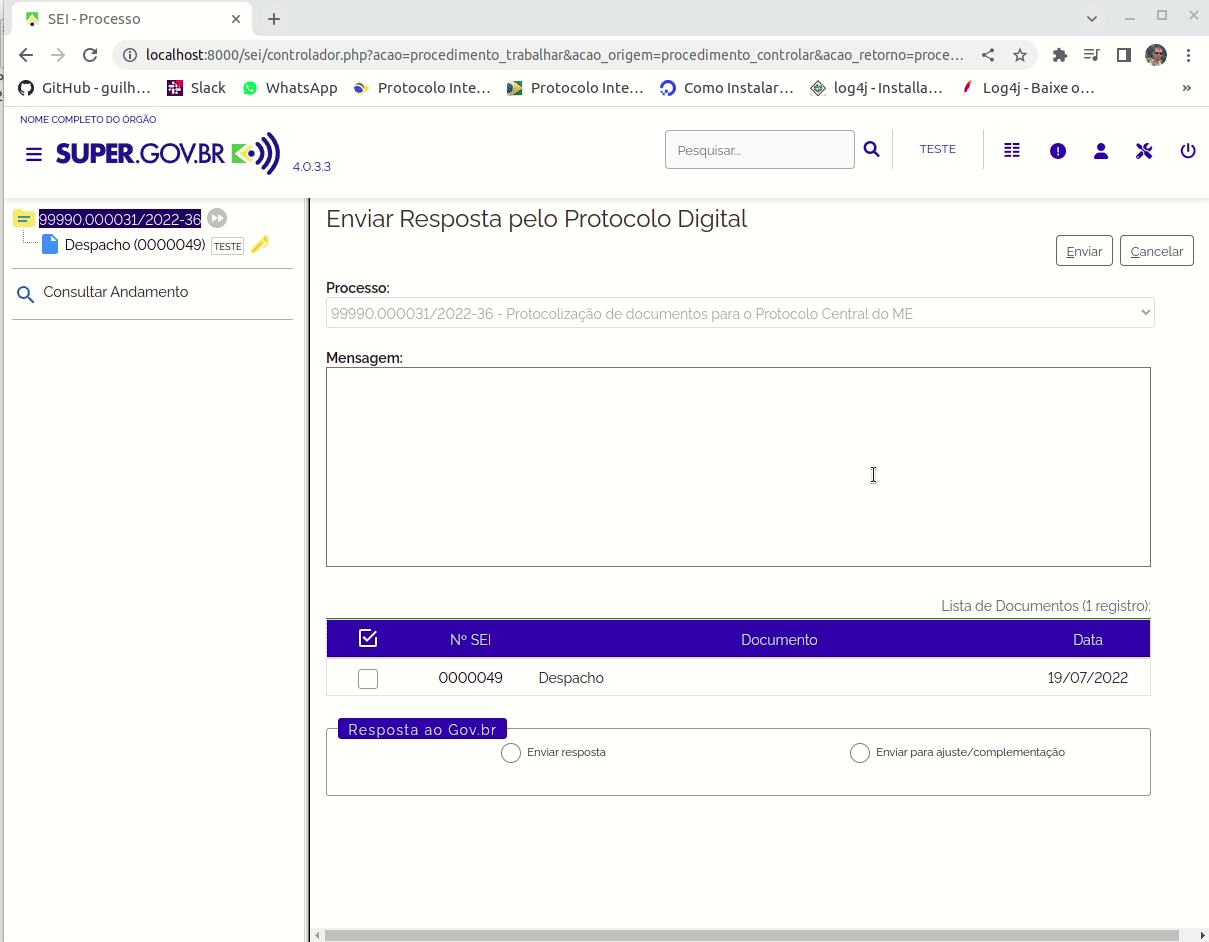 SEI - Processo
localhost:8000/sei/controlador.php?acao=procedimento_trabalhar&acao_origem=procedimento_controlar&acao_retorno=proce...
GitHub - guilh... Slack WhatsApp Protocolo Inte... Protocolo Inte... Como Instalar... log4j - Installa... Log4j - Baixe o... »
NOME COMPLETO DO ÓRGÃO
SUPER.GOV.BR 4.0.3.3
Pesquisar... TESTE
99990.000031/2022-36
Despacho (0000049) TESTE
Consultar Andamento
Enviar Resposta pelo Protocolo Digital
Enviar Cancelar
Processo:
99990.000031/2022-36 - Protocolização de documentos para o Protocolo Central do ME
Mensagem:
Lista de Documentos (1 registro):
Nº SEI Documento Data
0000049 Despacho 19/07/2022
Resposta ao Gov.br
Enviar resposta Enviar para ajuste/complementação